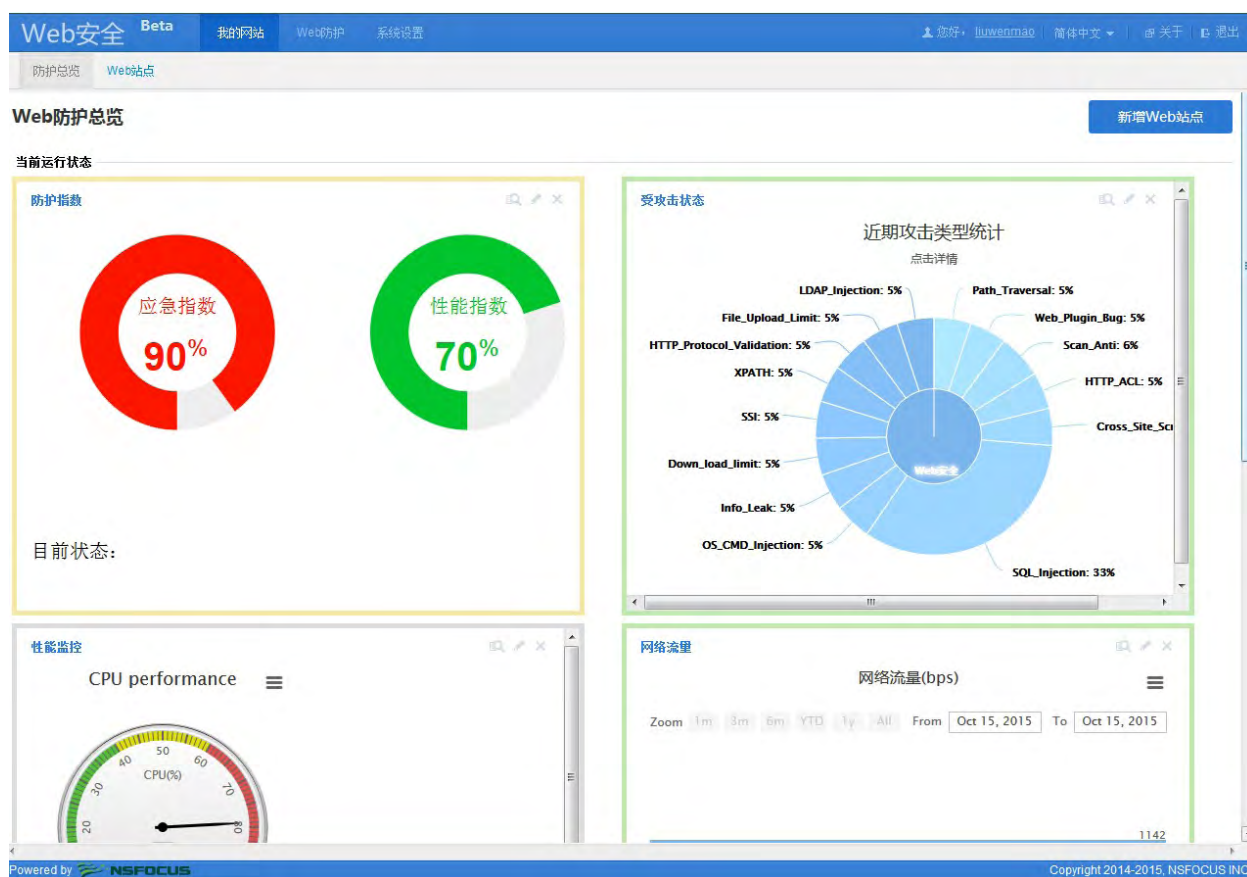 Web安全 Beta 我的网站 Web防护 系统设置 您好, liuwenmao 简体中文 关于 退出
防护总览 Web站点
Web防护总览 新增Web站点
当前运行状态
防护指数
应急指数
90%
性能指数
70%
目前状态：
受攻击状态
近期攻击类型统计
点击详情
LDAP_Injection: 5% Path_Traversal: 5%
File_Upload_Limit: 5% Web_Plugin_Bug: 5%
HTTP_Protocol_Validation: 5% Scan_Anti: 6%
XPATH: 5% HTTP_ACL: 5%
SSI: 5% Cross_Site_Scr
Down_load_limit: 5%
Web安全
Info_Leak: 5%
OS_CMD_Injection: 5%
SQL_Injection: 33%
性能监控
CPU performance
50
40 60
CPU(%)
30 70
20 80
网络流量
网络流量(bps)
Zoom 1m 3m 6m YTD 1y All From Oct 15, 2015 To Oct 15, 2015
1142
Powered by NSFOCUS Copyright 2014-2015, NSFOCUS INC